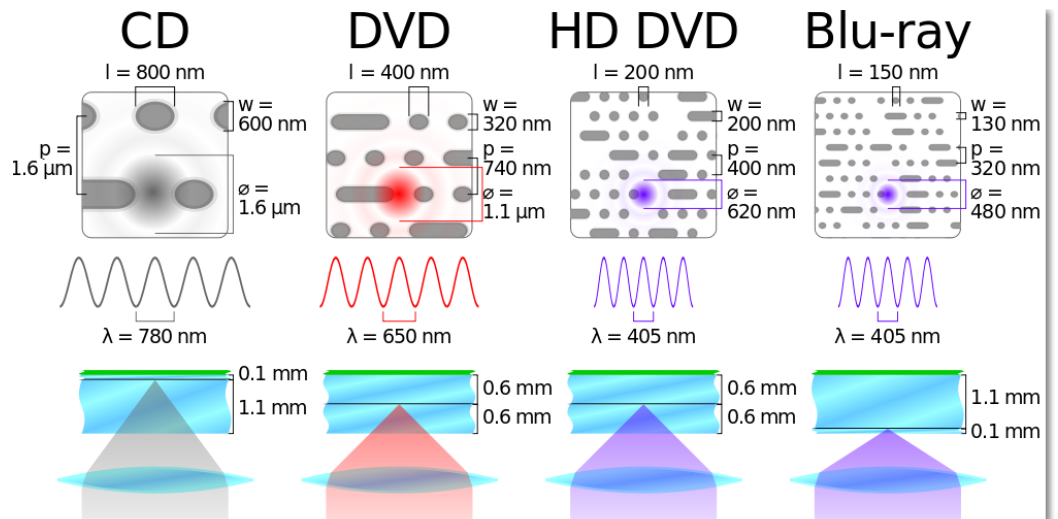 CD
DVD
HD DVD
Blu-ray
l = 800 nm
l = 400 nm
l = 200 nm
l = 150 nm
w =
600 nm
p =
1.6 µm
⌀ =
1.6 µm
w =
320 nm
p =
740 nm
⌀ =
1.1 µm
w =
200 nm
p =
400 nm
⌀ =
620 nm
w =
130 nm
p =
320 nm
⌀ =
480 nm
λ = 780 nm
λ = 650 nm
λ = 405 nm
λ = 405 nm
0.1 mm
1.1 mm
0.6 mm
0.6 mm
0.6 mm
0.6 mm
1.1 mm
0.1 mm